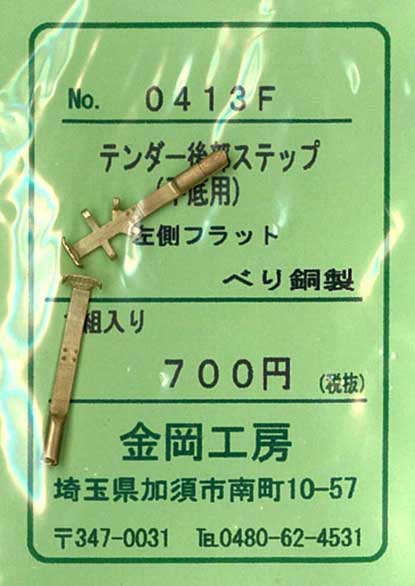 No. 0413F
テンダー後部ステップ
(平底用)
左側フラット
べり銅製
組入り
700円 (税抜)
金岡工房
埼玉県加須市南町10-57
〒347-0031 ℡0480-62-4531